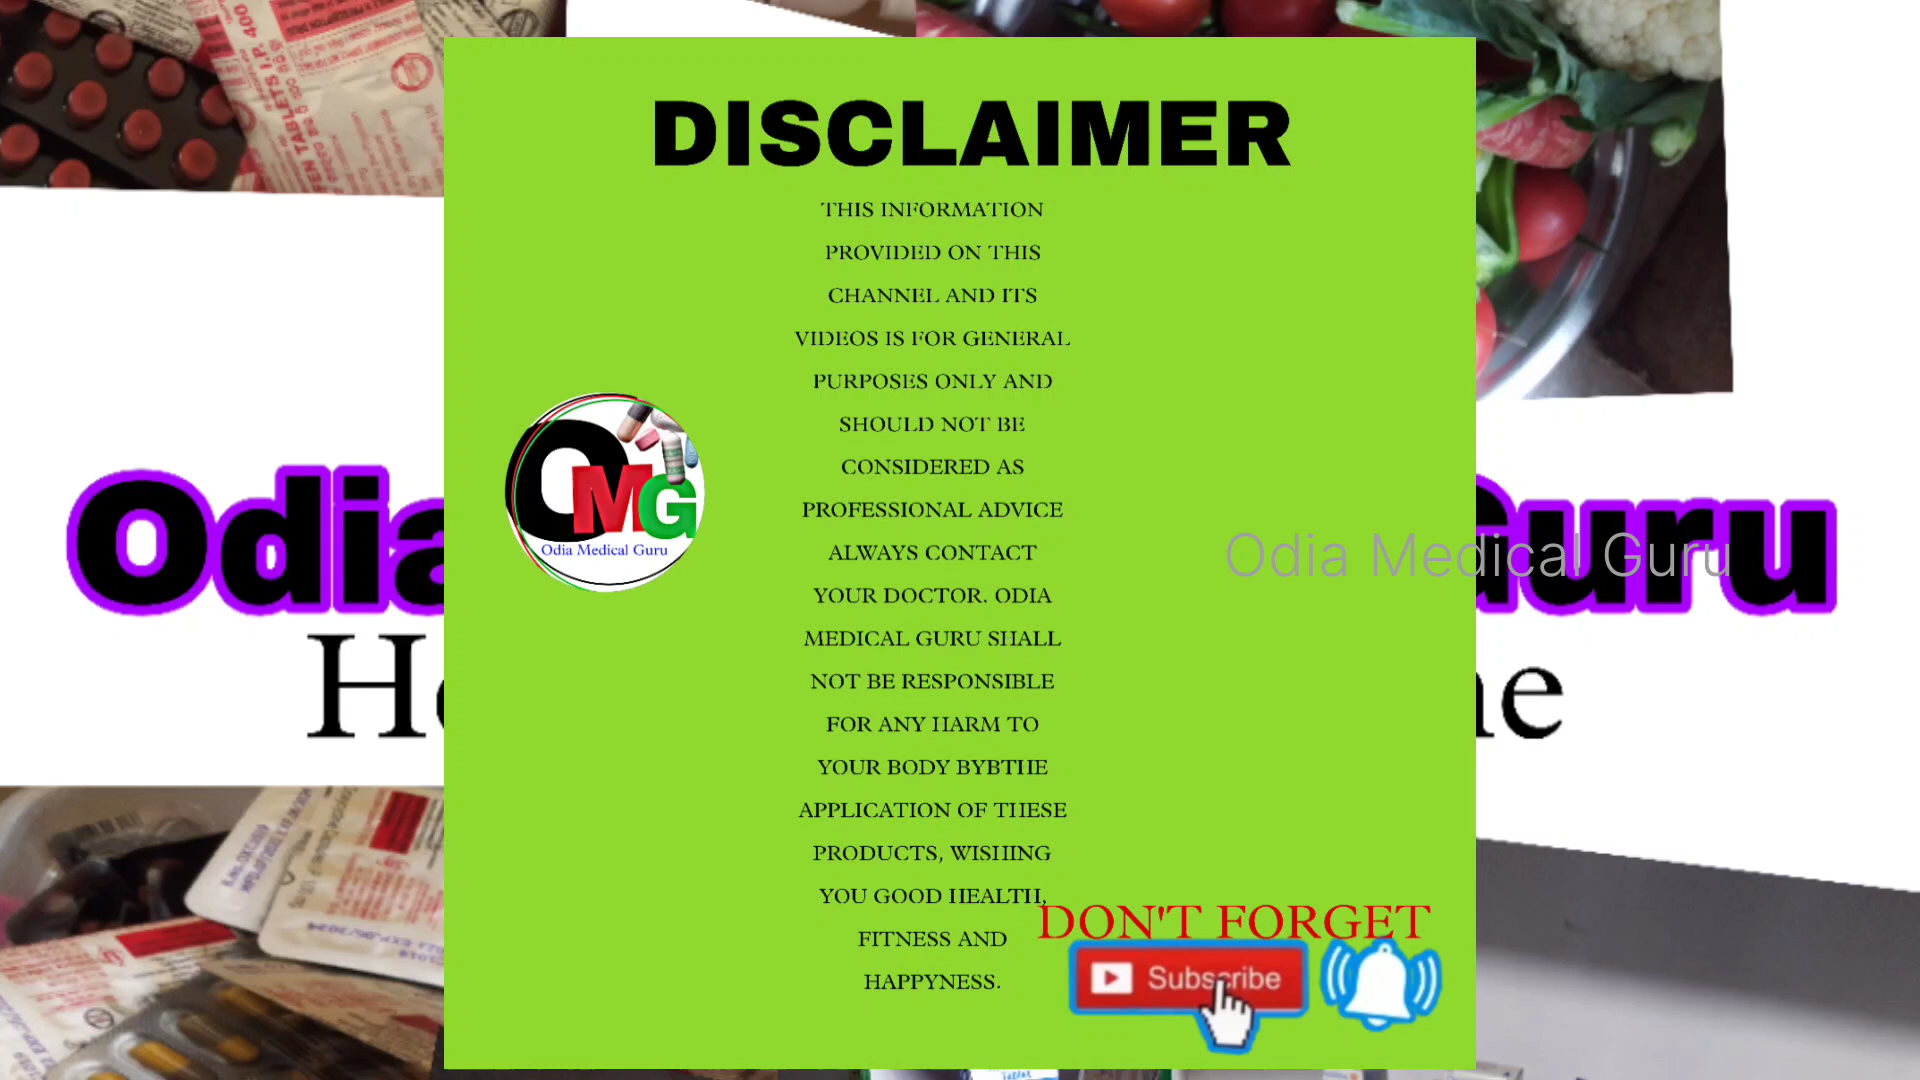 TABLETS I.P. 400
DISCLAIMER
THIS INFORMATION
PROVIDED ON THIS
CHANNEL AND ITS
VIDEOS IS FOR GENERAL
PURPOSES ONLY AND
SHOULD NOT BE
CONSIDERED AS
PROFESSIONAL ADVICE
ALWAYS CONTACT
YOUR DOCTOR. ODIA
MEDICAL GURU SHALL
NOT BE RESPONSIBLE
FOR ANY HARM TO
YOUR BODY BYBTHE
APPLICATION OF THESE
PRODUCTS, WISHING
YOU GOOD HEALTH,
FITNESS AND
HAPPYNESS.
OMG
Odia Medical Guru
Odia
Guru
Odia Medical Guru
DON'T FORGET
Subscribe